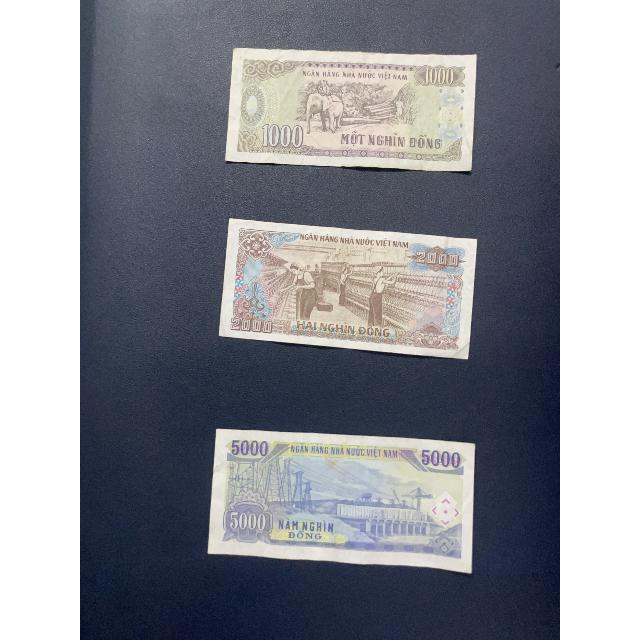 NGÂN HÀNG NHÀ NƯỚC VIỆT NAM
1000
1000
MỘT NGHÌN ĐỒNG
NGÂN HÀNG NHÀ NƯỚC VIỆT NAM
2000
2000
HAI NGHÌN ĐỒNG
5000
NGÂN HÀNG NHÀ NƯỚC VIỆT NAM
5000
5000
NĂM NGHÌN
ĐỒNG